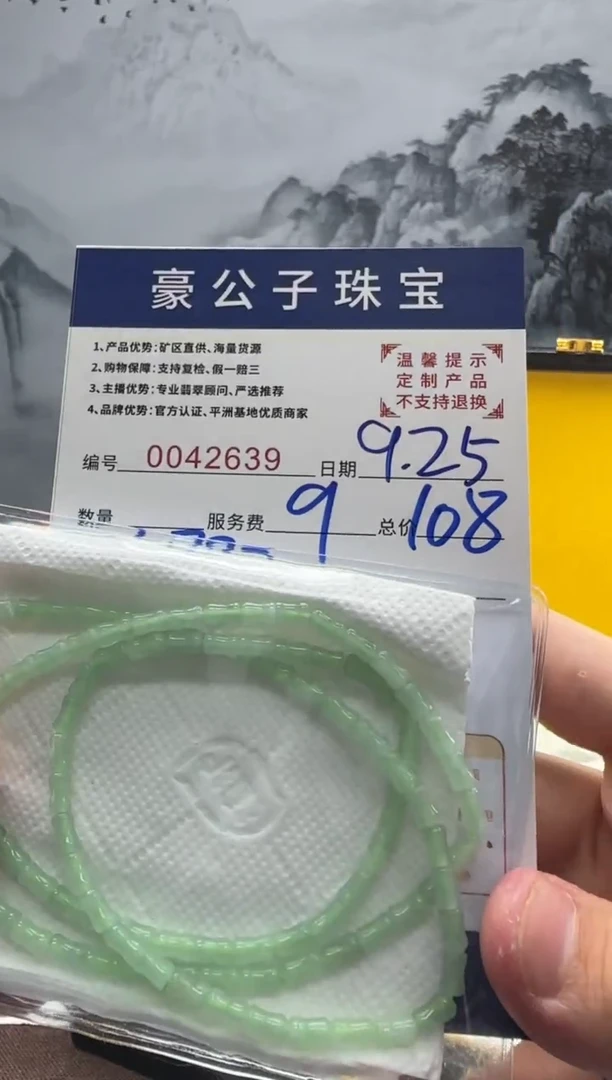 豪公子珠宝
1、产品优势:矿区直供、海量货源
2、购物保障:支持复检、假一赔三
3、主播优势:专业翡翠顾问、严选推荐
4、品牌优势:官方认证、平洲基地优质商家
温馨提示
定制产品
不支持退换
编号 0042639 日期 9.25
数量 服务费 9 总价 108